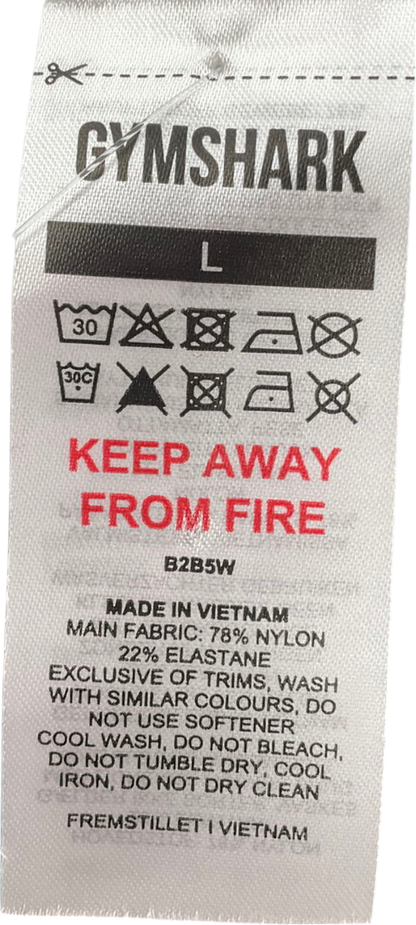 GYMSHARK
L
30
30C
KEEP AWAY
FROM FIRE
B2B5W
MADE IN VIETNAM
MAIN FABRIC: 78% NYLON
22% ELASTANE
EXCLUSIVE OF TRIMS, WASH
WITH SIMILAR COLOURS, DO
NOT USE SOFTENER
COOL WASH, DO NOT BLEACH,
DO NOT TUMBLE DRY, COOL
IRON, DO NOT DRY CLEAN
FREMSTILLET I VIETNAM